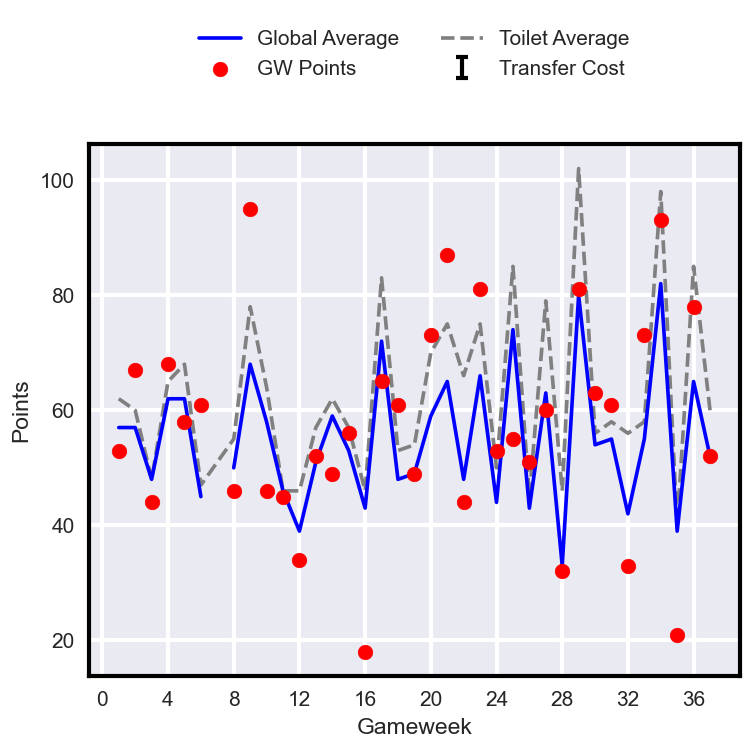 Global Average
Toilet Average
GW Points
Transfer Cost
100
80
60
40
20
Points
0 4 8 12 16 20 24 28 32 36
Gameweek